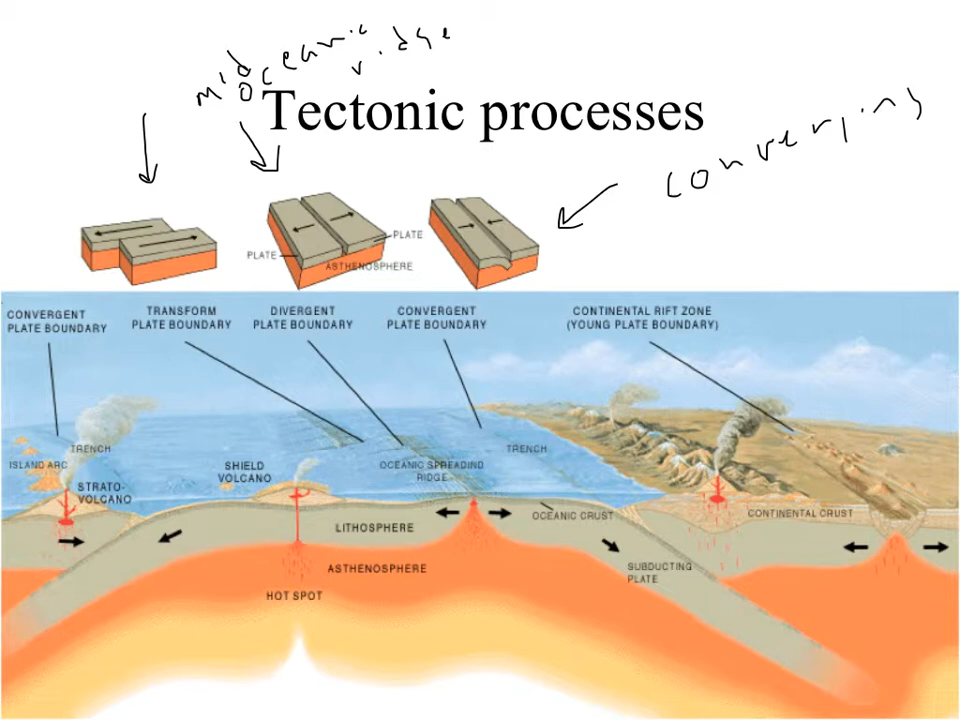 mid oceanic
ridge
Tectonic processes
converging
PLATE
PLATE
ASTHENOSPHERE
CONVERGENT
PLATE BOUNDARY
TRANSFORM
PLATE BOUNDARY
DIVERGENT
PLATE BOUNDARY
CONVERGENT
PLATE BOUNDARY
CONTINENTAL RIFT ZONE
(YOUNG PLATE BOUNDARY)
TRENCH
ISLAND ARC
STRATO-
VOLCANO
SHIELD
VOLCANO
OCEANIC SPREADING
RIDGE
TRENCH
LITHOSPHERE
OCEANIC CRUST
CONTINENTAL CRUST
ASTHENOSPHERE
SUBDUCTING
PLATE
HOT SPOT